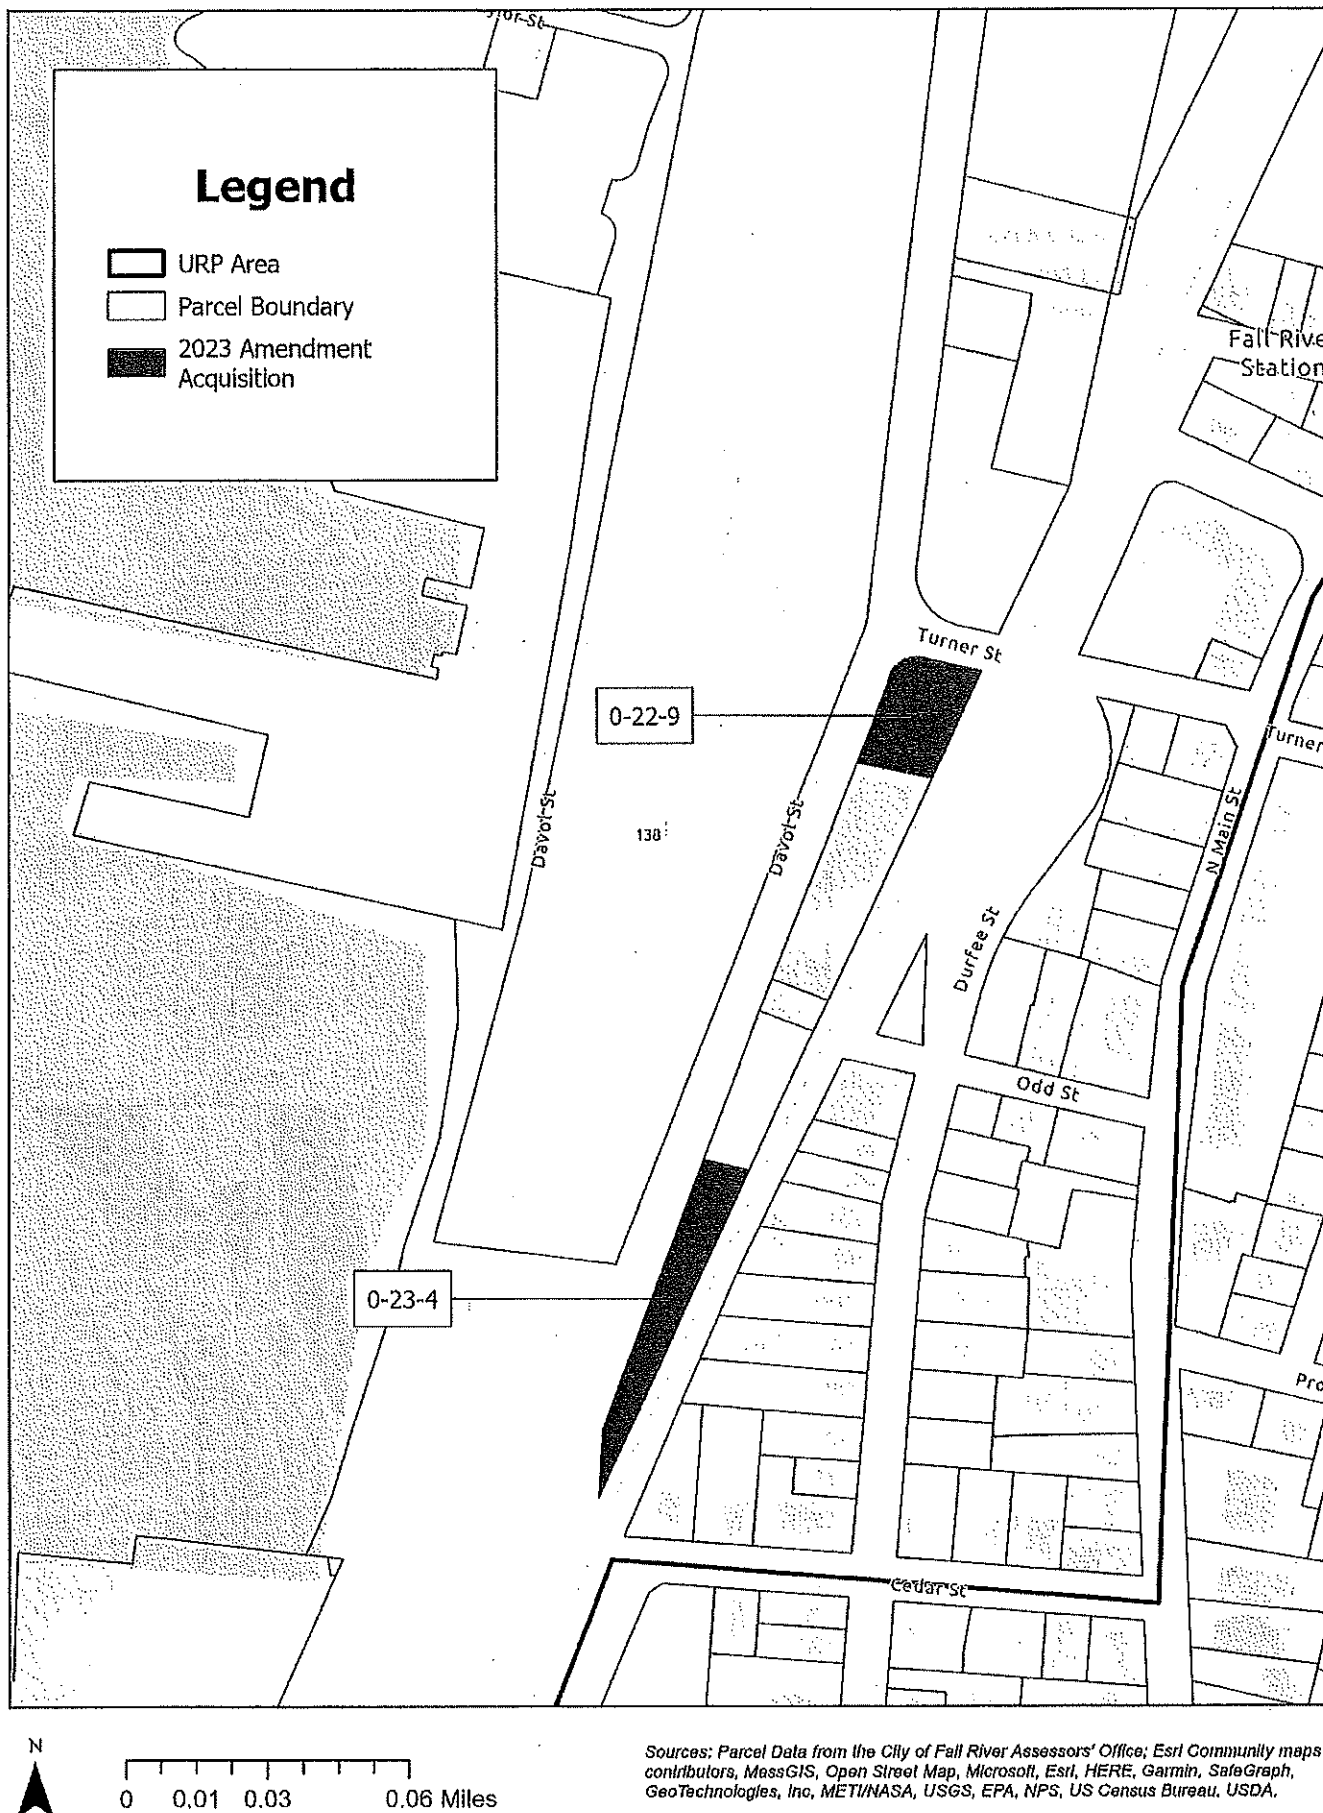 Legend
URP Area
Parcel Boundary
2023 Amendment
Acquisition
Fall Rive
Station
Turner St
0-22-9
Turner
Davol St
138
Davol St
N Main St
Durfee St
Odd St
0-23-4
Pro
Cedar St
N
0 0.01 0.03 0.06 Miles
Sources: Parcel Data from the City of Fall River Assessors' Office; Esri Community maps
contributors, MassGIS, Open Street Map, Microsoft, Esri, HERE, Garmin, SafeGraph,
GeoTechnologies, Inc, METI/NASA, USGS, EPA, NPS, US Census Bureau, USDA.